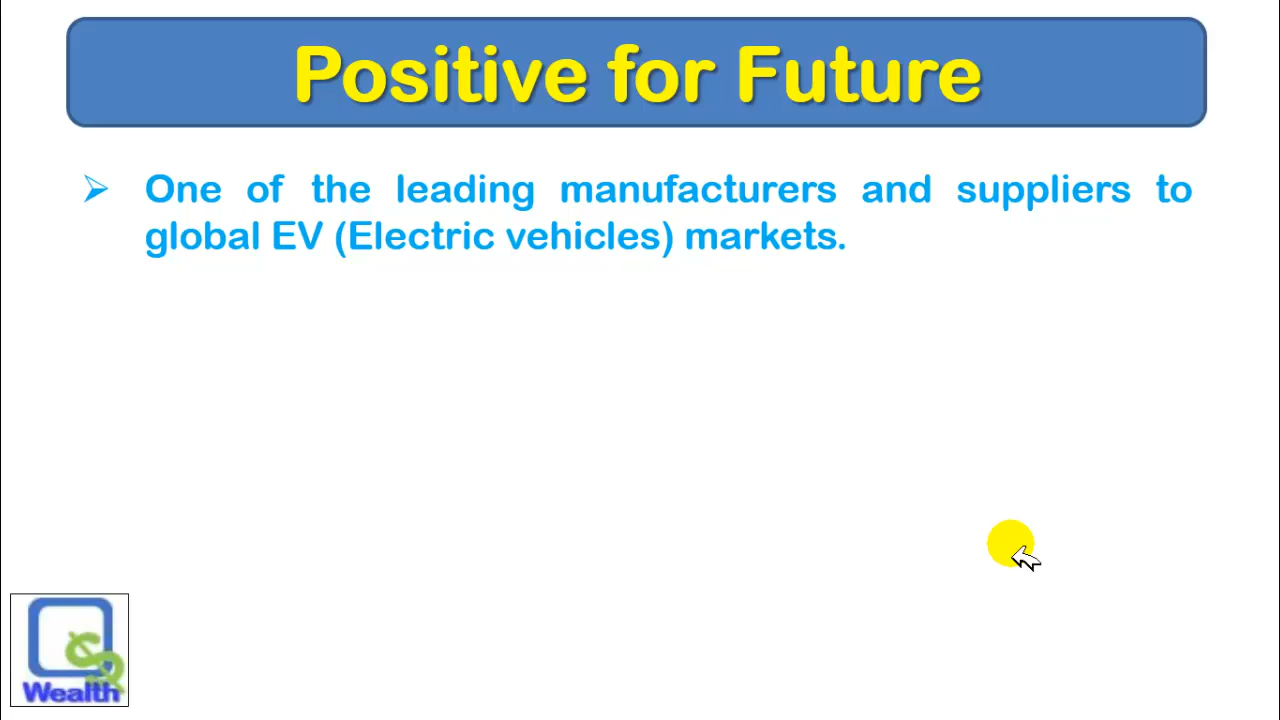 Positive for Future
One of the leading manufacturers and suppliers to
global EV (Electric vehicles) markets.
Wealth